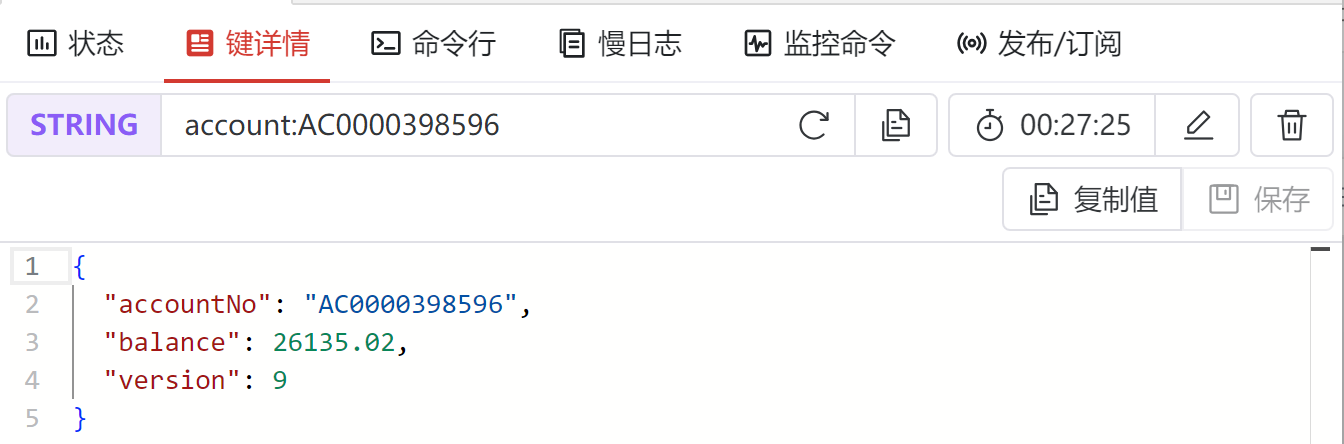 状态 键详情 命令行 慢日志 监控命令 发布/订阅
STRING account:AC0000398596 00:27:25
复制值 保存
1 {
2 "accountNo": "AC0000398596",
3 "balance": 26135.02,
4 "version": 9
5 }